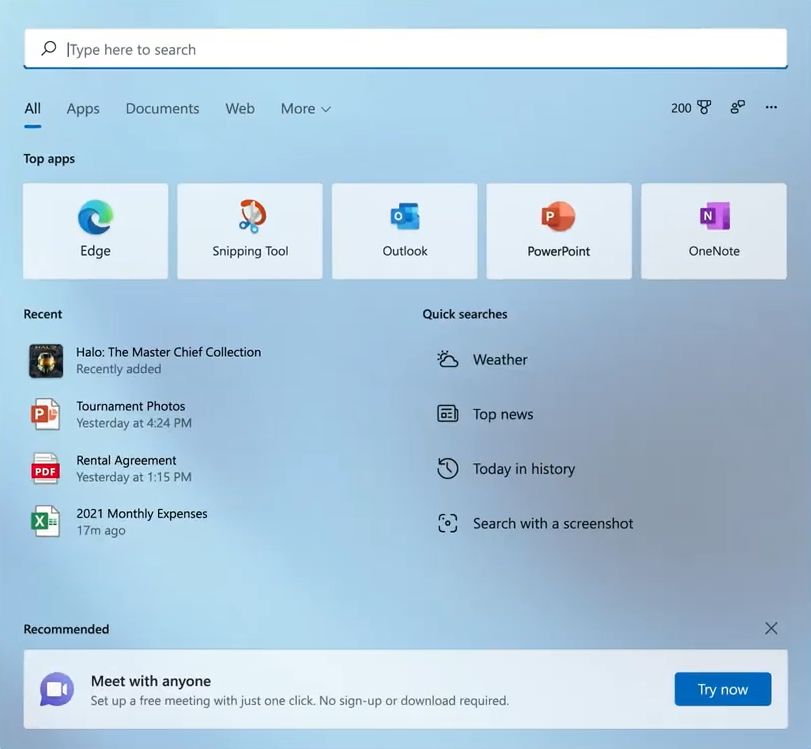 Type here to search
All Apps Documents Web More
200
Top apps
Edge
Snipping Tool
Outlook
PowerPoint
OneNote
Recent
Halo: The Master Chief Collection
Recently added
Tournament Photos
Yesterday at 4:24 PM
Rental Agreement
Yesterday at 1:15 PM
2021 Monthly Expenses
17m ago
Quick searches
Weather
Top news
Today in history
Search with a screenshot
Recommended
Meet with anyone
Set up a free meeting with just one click. No sign-up or download required.
Try now
O
P
N
HALO
P
PDF
X